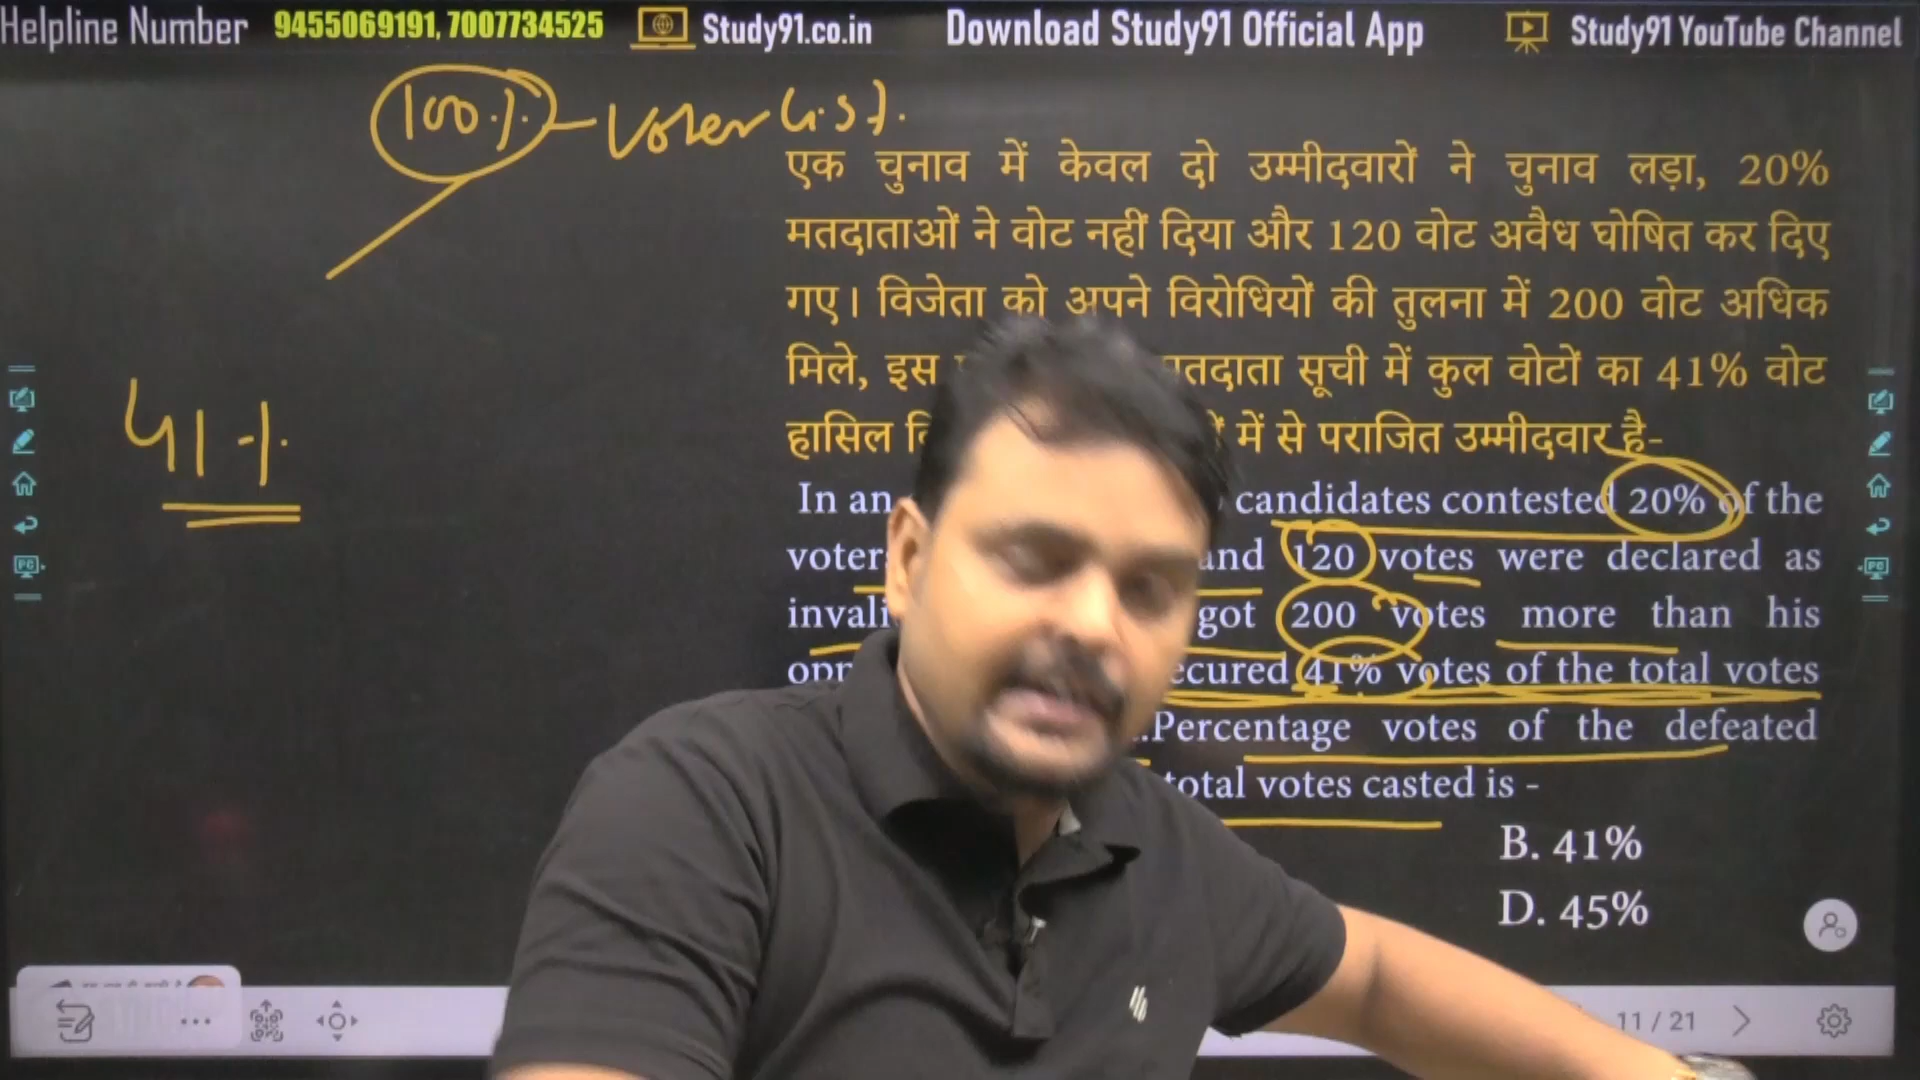 Helpline Number 9455069191, 7007734525 Study91.co.in Download Study91 Official App Study91 YouTube Channel
100% - Voter List.
एक चुनाव में केवल दो उम्मीदवारों ने चुनाव लड़ा, 20%
मतदाताओं ने वोट नहीं दिया और 120 वोट अवैध घोषित कर दिए
गए। विजेता को अपने विरोधियों की तुलना में 200 वोट अधिक
मिले, इस मतदाता सूची में कुल वोटों का 41% वोट
हासिल में से पराजित उम्मीदवार है-
41%
In an candidates contested 20% of the
voter and 120 votes were declared as
invali got 200 votes more than his
opp ecured 41% votes of the total votes
Percentage votes of the defeated
total votes casted is -
B. 41%
D. 45%
11 / 21